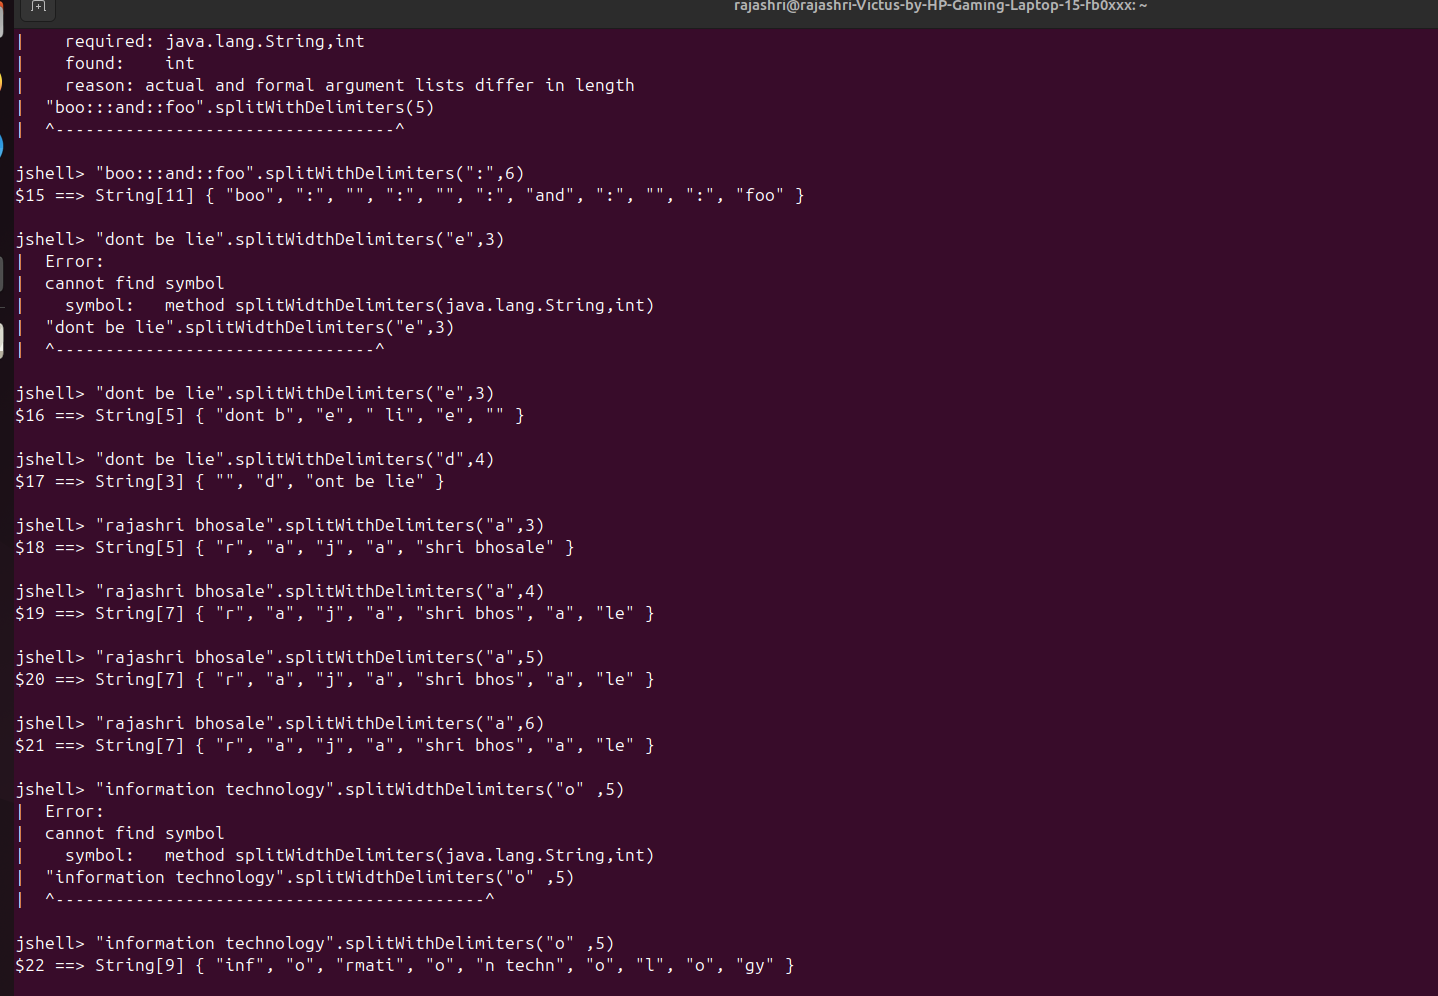 rajashri@rajashri-Victus-by-HP-Gaming-Laptop-15-fb0xxx: ~
|    required: java.lang.String,int
|    found:    int
|    reason: actual and formal argument lists differ in length
|  "boo:::and::foo".splitWithDelimiters(5)
|  ^----------------------------------^

jshell> "boo:::and::foo".splitWithDelimiters(":",6)
$15 ==> String[11] { "boo", ":", "", ":", "", ":", "and", ":", "", ":", "foo" }

jshell> "dont be lie".splitWidthDelimiters("e",3)
|  Error:
|  cannot find symbol
|    symbol:   method splitWidthDelimiters(java.lang.String,int)
|  "dont be lie".splitWidthDelimiters("e",3)
|  ^--------------------------------^

jshell> "dont be lie".splitWithDelimiters("e",3)
$16 ==> String[5] { "dont b", "e", " li", "e", "" }

jshell> "dont be lie".splitWithDelimiters("d",4)
$17 ==> String[3] { "", "d", "ont be lie" }

jshell> "rajashri bhosale".splitWithDelimiters("a",3)
$18 ==> String[5] { "r", "a", "j", "a", "shri bhosale" }

jshell> "rajashri bhosale".splitWithDelimiters("a",4)
$19 ==> String[7] { "r", "a", "j", "a", "shri bhos", "a", "le" }

jshell> "rajashri bhosale".splitWithDelimiters("a",5)
$20 ==> String[7] { "r", "a", "j", "a", "shri bhos", "a", "le" }

jshell> "rajashri bhosale".splitWithDelimiters("a",6)
$21 ==> String[7] { "r", "a", "j", "a", "shri bhos", "a", "le" }

jshell> "information technology".splitWidthDelimiters("o" ,5)
|  Error:
|  cannot find symbol
|    symbol:   method splitWidthDelimiters(java.lang.String,int)
|  "information technology".splitWidthDelimiters("o" ,5)
|  ^-------------------------------------------^

jshell> "information technology".splitWithDelimiters("o" ,5)
$22 ==> String[9] { "inf", "o", "rmati", "o", "n techn", "o", "l", "o", "gy" }